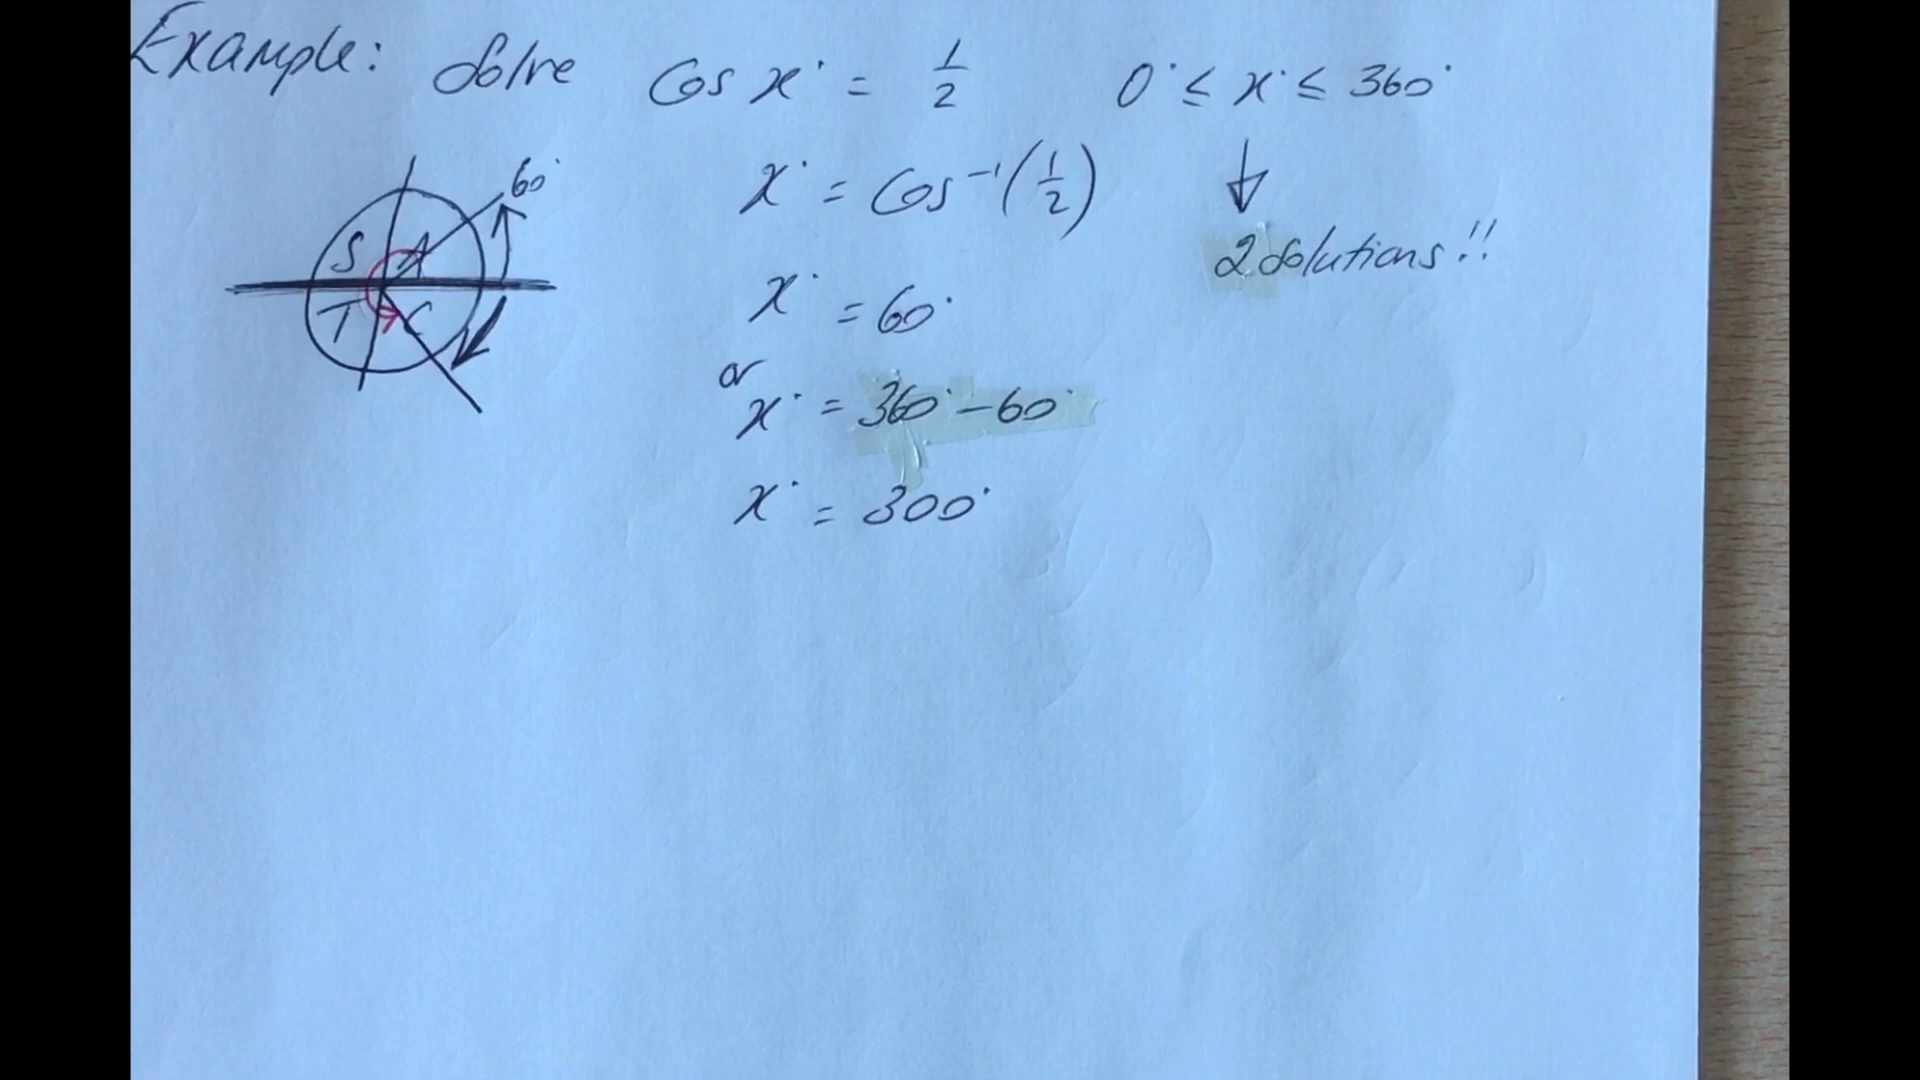 Example: Solve Cos x° = 1/2 0° ≤ x° ≤ 360°
x° = Cos⁻¹(1/2)
2 Solutions!!
60°
S A
T C
x° = 60°
or
x° = 360° - 60°
x° = 300°